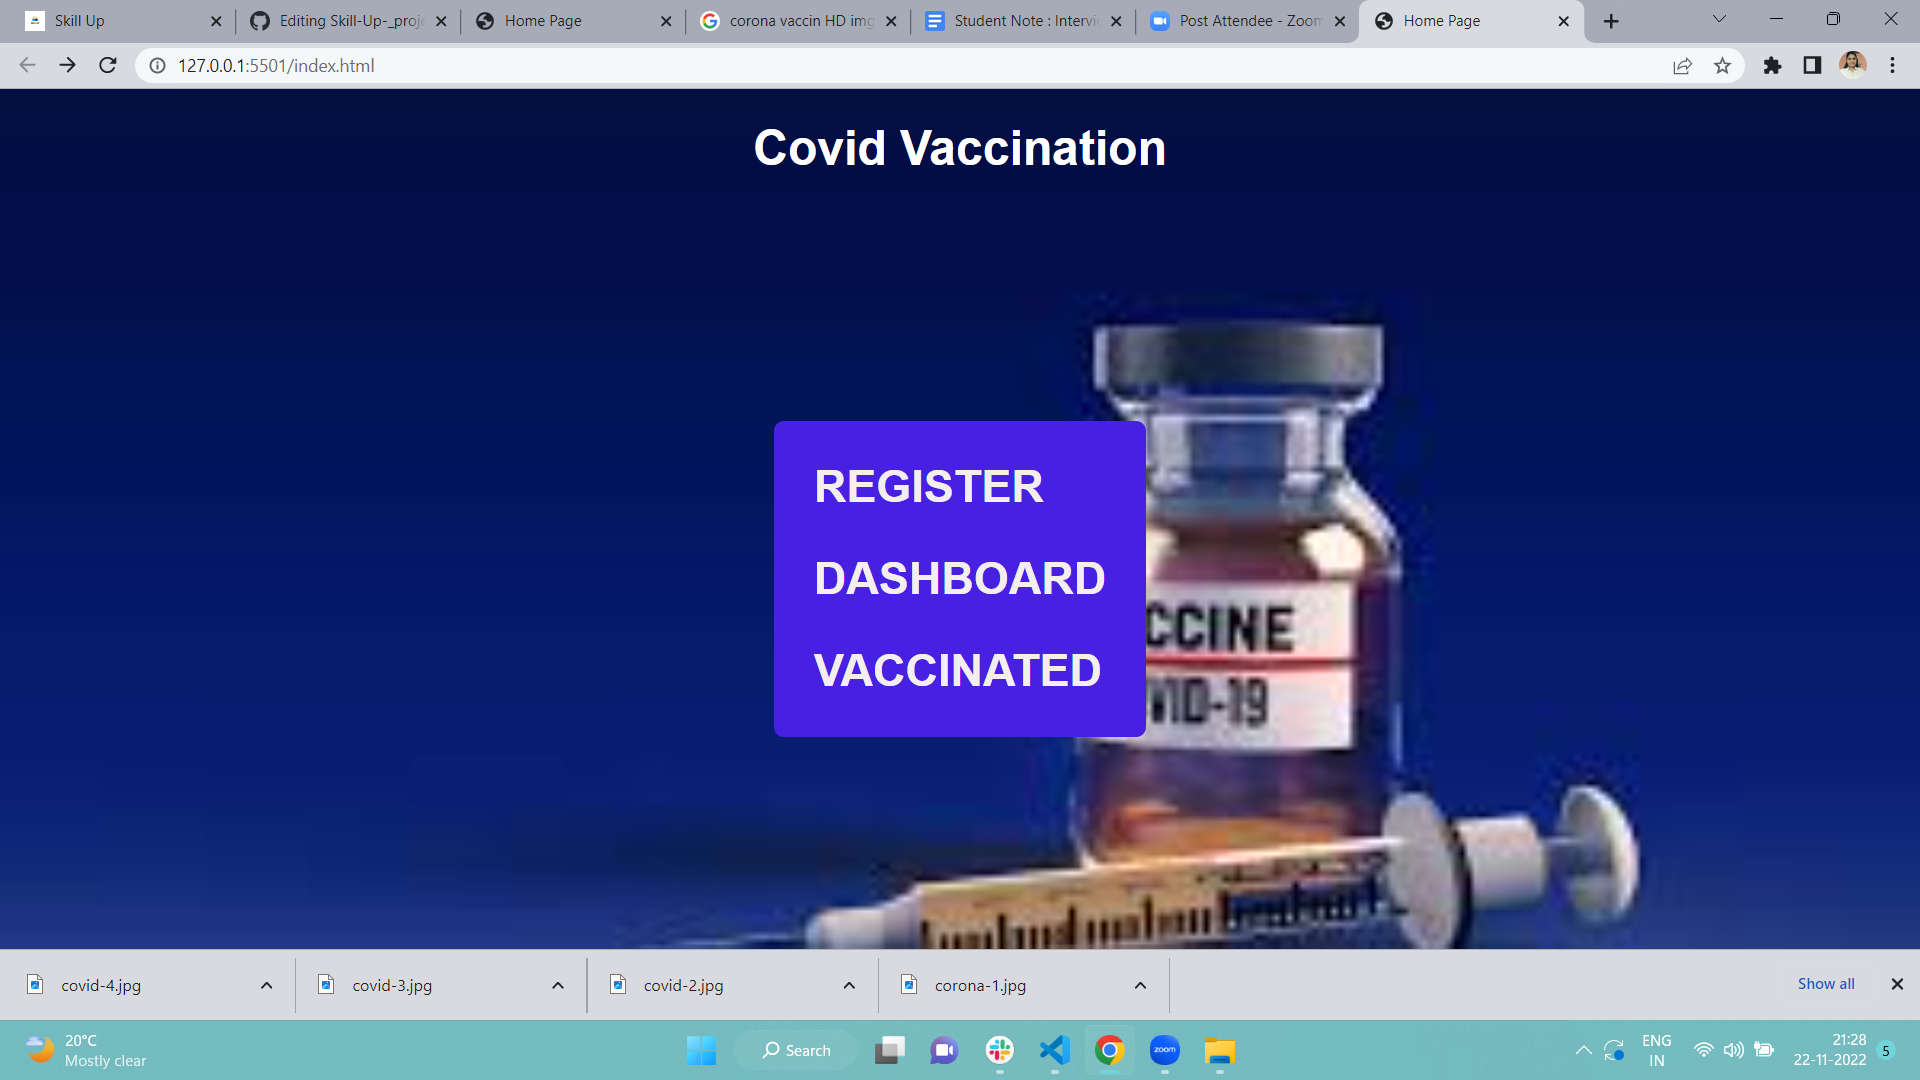 Skill Up
Editing Skill-Up-_proje
Home Page
corona vaccin HD img
Student Note : Intervie
Post Attendee - Zoom
Home Page
127.0.0.1:5501/index.html
Covid Vaccination
REGISTER
DASHBOARD
VACCINATED
CCINE
VID-19
covid-4.jpg
covid-3.jpg
covid-2.jpg
corona-1.jpg
Show all
20°C
Mostly clear
Search
zoom
ENG
IN
21:28
22-11-2022
5